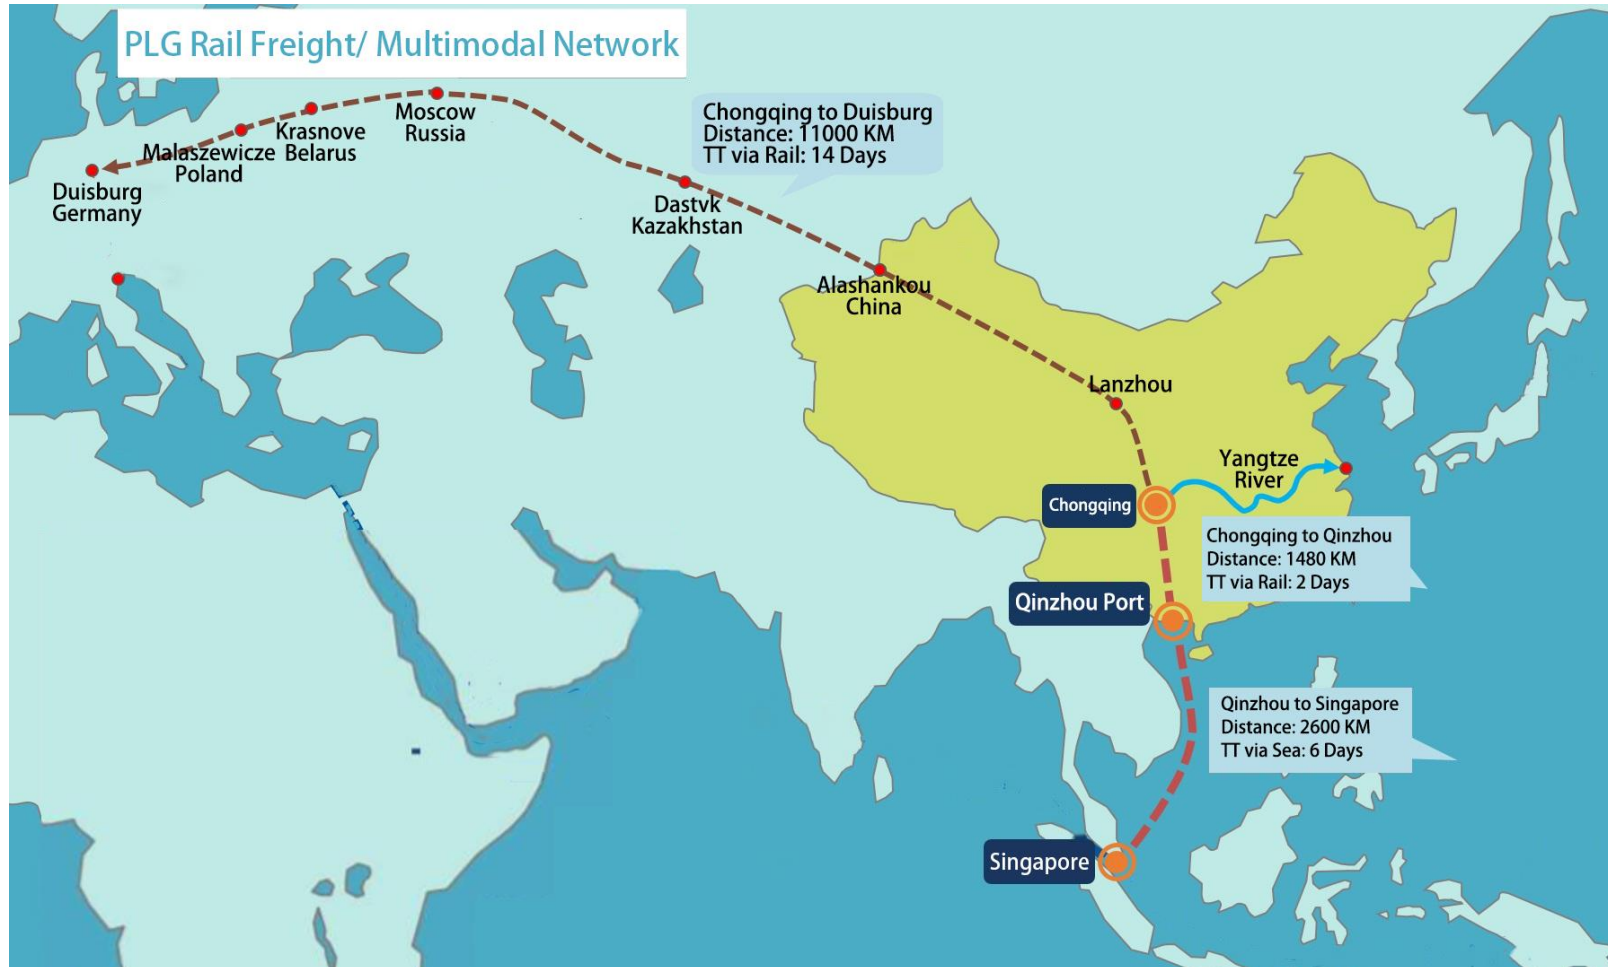 PLG Rail Freight/ Multimodal Network
Moscow
Russia
Krasnove
Belarus
Malaszewicze
Poland
Duisburg
Germany
Chongqing to Duisburg
Distance: 11000 KM
TT via Rail: 14 Days
Dastvk
Kazakhstan
Alashankou
China
Lanzhou
Yangtze
River
Chongqing
Chongqing to Qinzhou
Distance: 1480 KM
TT via Rail: 2 Days
Qinzhou Port
Qinzhou to Singapore
Distance: 2600 KM
TT via Sea: 6 Days
Singapore